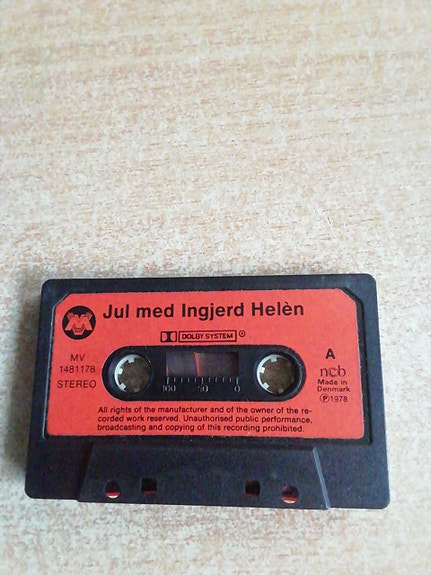 Jul med Ingjerd Helèn
DOLBY SYSTEM ®
MV
1481178
STEREO
A
ncb
Made in
Denmark
Ⓟ1978
100 50 0
All rights of the manufacturer and of the owner of the re-
corded work reserved. Unauthorised public performance,
broadcasting and copying of this recording prohibited.